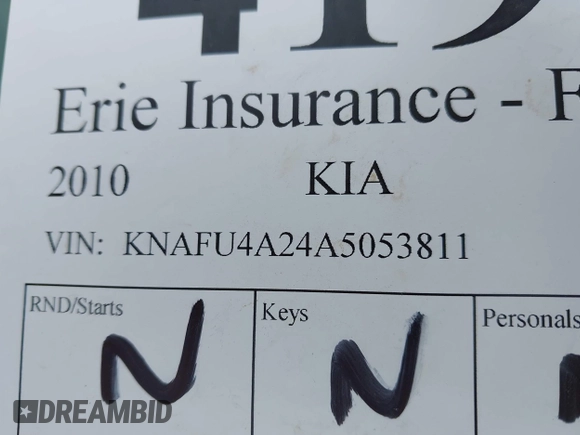 Erie Insurance - F
2010 KIA
VIN: KNAFU4A24A5053811
RND/Starts Keys Personals
N N
DREAMBID